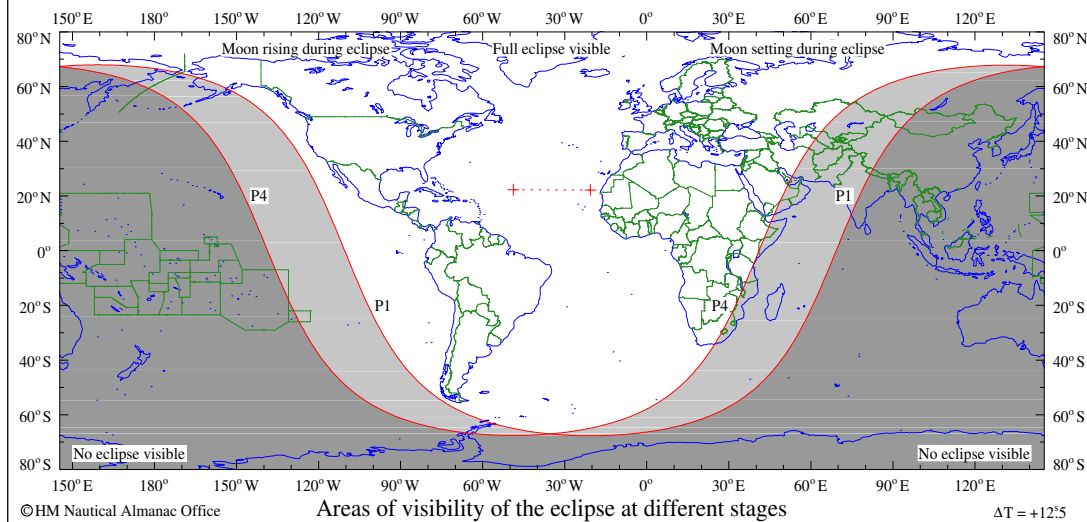 150° E 180° 150° W 120° W 90° W 60° W 30° W 0° 30° E 60° E 90° E 120° E
80° N 80° N
Moon rising during eclipse Full eclipse visible Moon setting during eclipse
60° N 60° N
40° N 40° N
20° N P4 P1 20° N
0° 0°
20° S P1 P4 20° S
40° S 40° S
60° S 60° S
No eclipse visible No eclipse visible
80° S 80° S
150° E 180° 150° W 120° W 90° W 60° W 30° W 0° 30° E 60° E 90° E 120° E
©HM Nautical Almanac Office Areas of visibility of the eclipse at different stages ΔT = +12ˢ.5